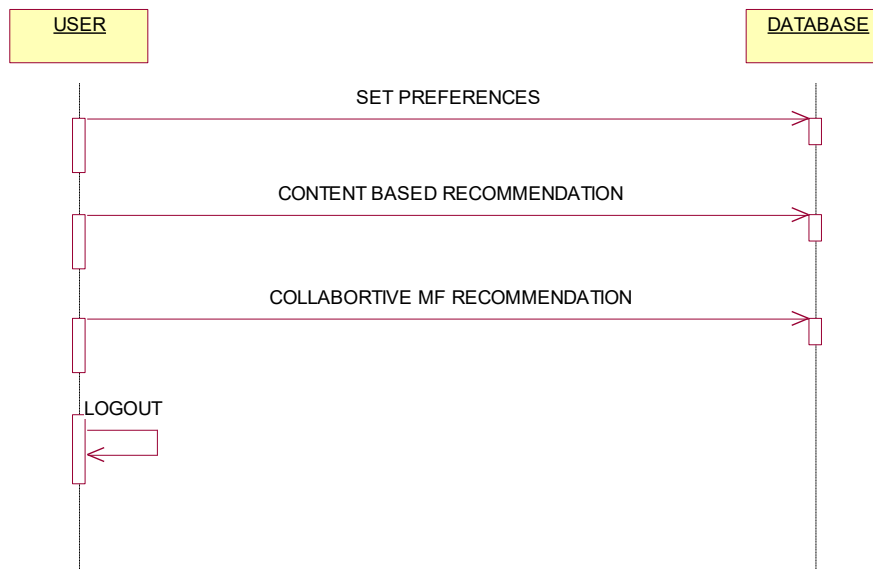 USER
DATABASE
SET PREFERENCES
CONTENT BASED RECOMMENDATION
COLLABORTIVE MF RECOMMENDATION
LOGOUT